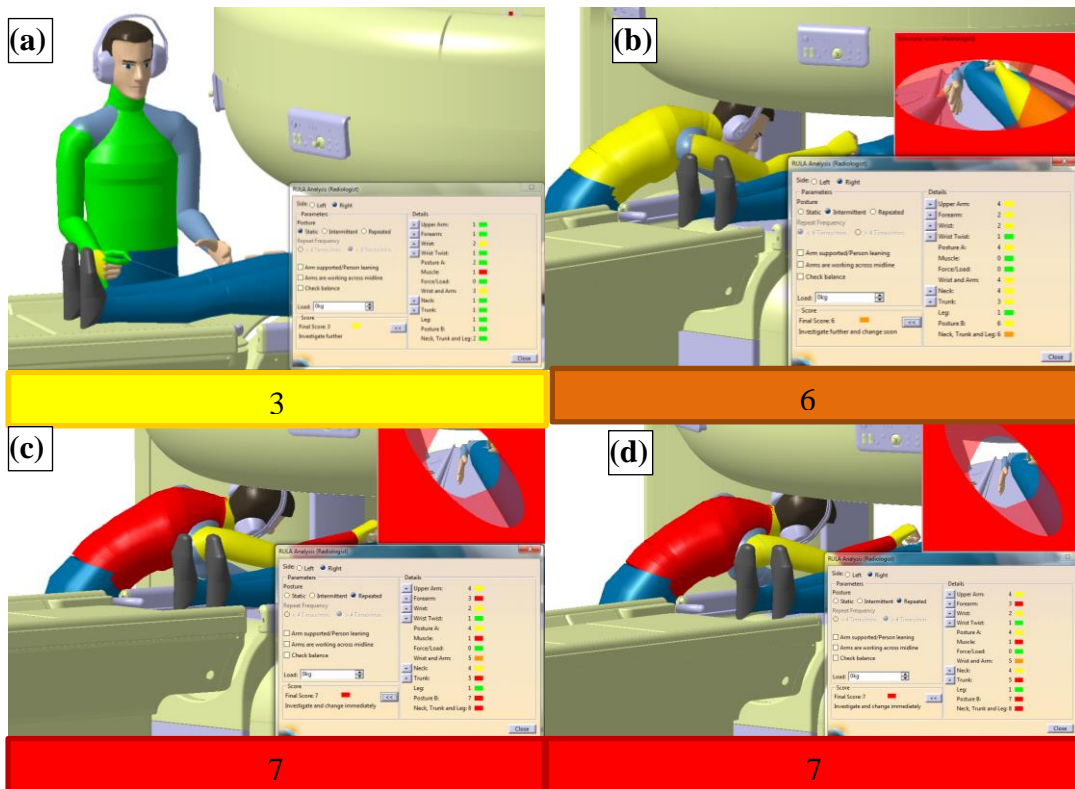 (a)
RULA Analysis (Radiologist)
Side: Left Right
Parameters
Posture
Static Intermittent Repeated
Repeat Frequency
Arm supported/Person leaning
Arms are working across midline
Check balance
Load: 0kg
Score
Final Score: 3
<<
Investigate further
Details
Upper Arm: 1
Forearm: 1
Wrist: 2
Wrist Twist: 1
Posture A: 2
Muscle: 1
Force/Load: 0
Wrist and Arm: 3
Neck: 1
Trunk: 1
Leg: 1
Posture B: 1
Neck, Trunk and Leg: 2
Close
3
(b)
RULA Analysis (Radiologist)
Side: Left Right
Parameters
Posture
Static Intermittent Repeated
Repeat Frequency
Arm supported/Person leaning
Arms are working across midline
Check balance
Load: 0kg
Score
Final Score: 6
<<
Investigate further and change soon
Details
Upper Arm: 4
Forearm: 2
Wrist: 2
Wrist Twist: 1
Posture A: 4
Muscle: 0
Force/Load: 0
Wrist and Arm: 4
Neck: 4
Trunk: 3
Leg: 1
Posture B: 6
Neck, Trunk and Leg: 6
Close
6
(c)
RULA Analysis (Radiologist)
Side: Left Right
Parameters
Posture
Static Intermittent Repeated
Repeat Frequency
Arm supported/Person leaning
Arms are working across midline
Check balance
Load: 0kg
Score
Final Score: 7
<<
Investigate and change immediately
Details
Upper Arm: 4
Forearm: 3
Wrist: 2
Wrist Twist: 1
Posture A: 4
Muscle: 1
Force/Load: 0
Wrist and Arm: 5
Neck: 4
Trunk: 5
Leg: 1
Posture B: 7
Neck, Trunk and Leg: 8
Close
7
(d)
RULA Analysis (Radiologist)
Side: Left Right
Parameters
Posture
Static Intermittent Repeated
Repeat Frequency
Arm supported/Person leaning
Arms are working across midline
Check balance
Load: 0kg
Score
Final Score: 7
<<
Investigate and change immediately
Details
Upper Arm: 4
Forearm: 3
Wrist: 2
Wrist Twist: 1
Posture A: 4
Muscle: 1
Force/Load: 0
Wrist and Arm: 5
Neck: 4
Trunk: 5
Leg: 1
Posture B: 7
Neck, Trunk and Leg: 8
Close
7